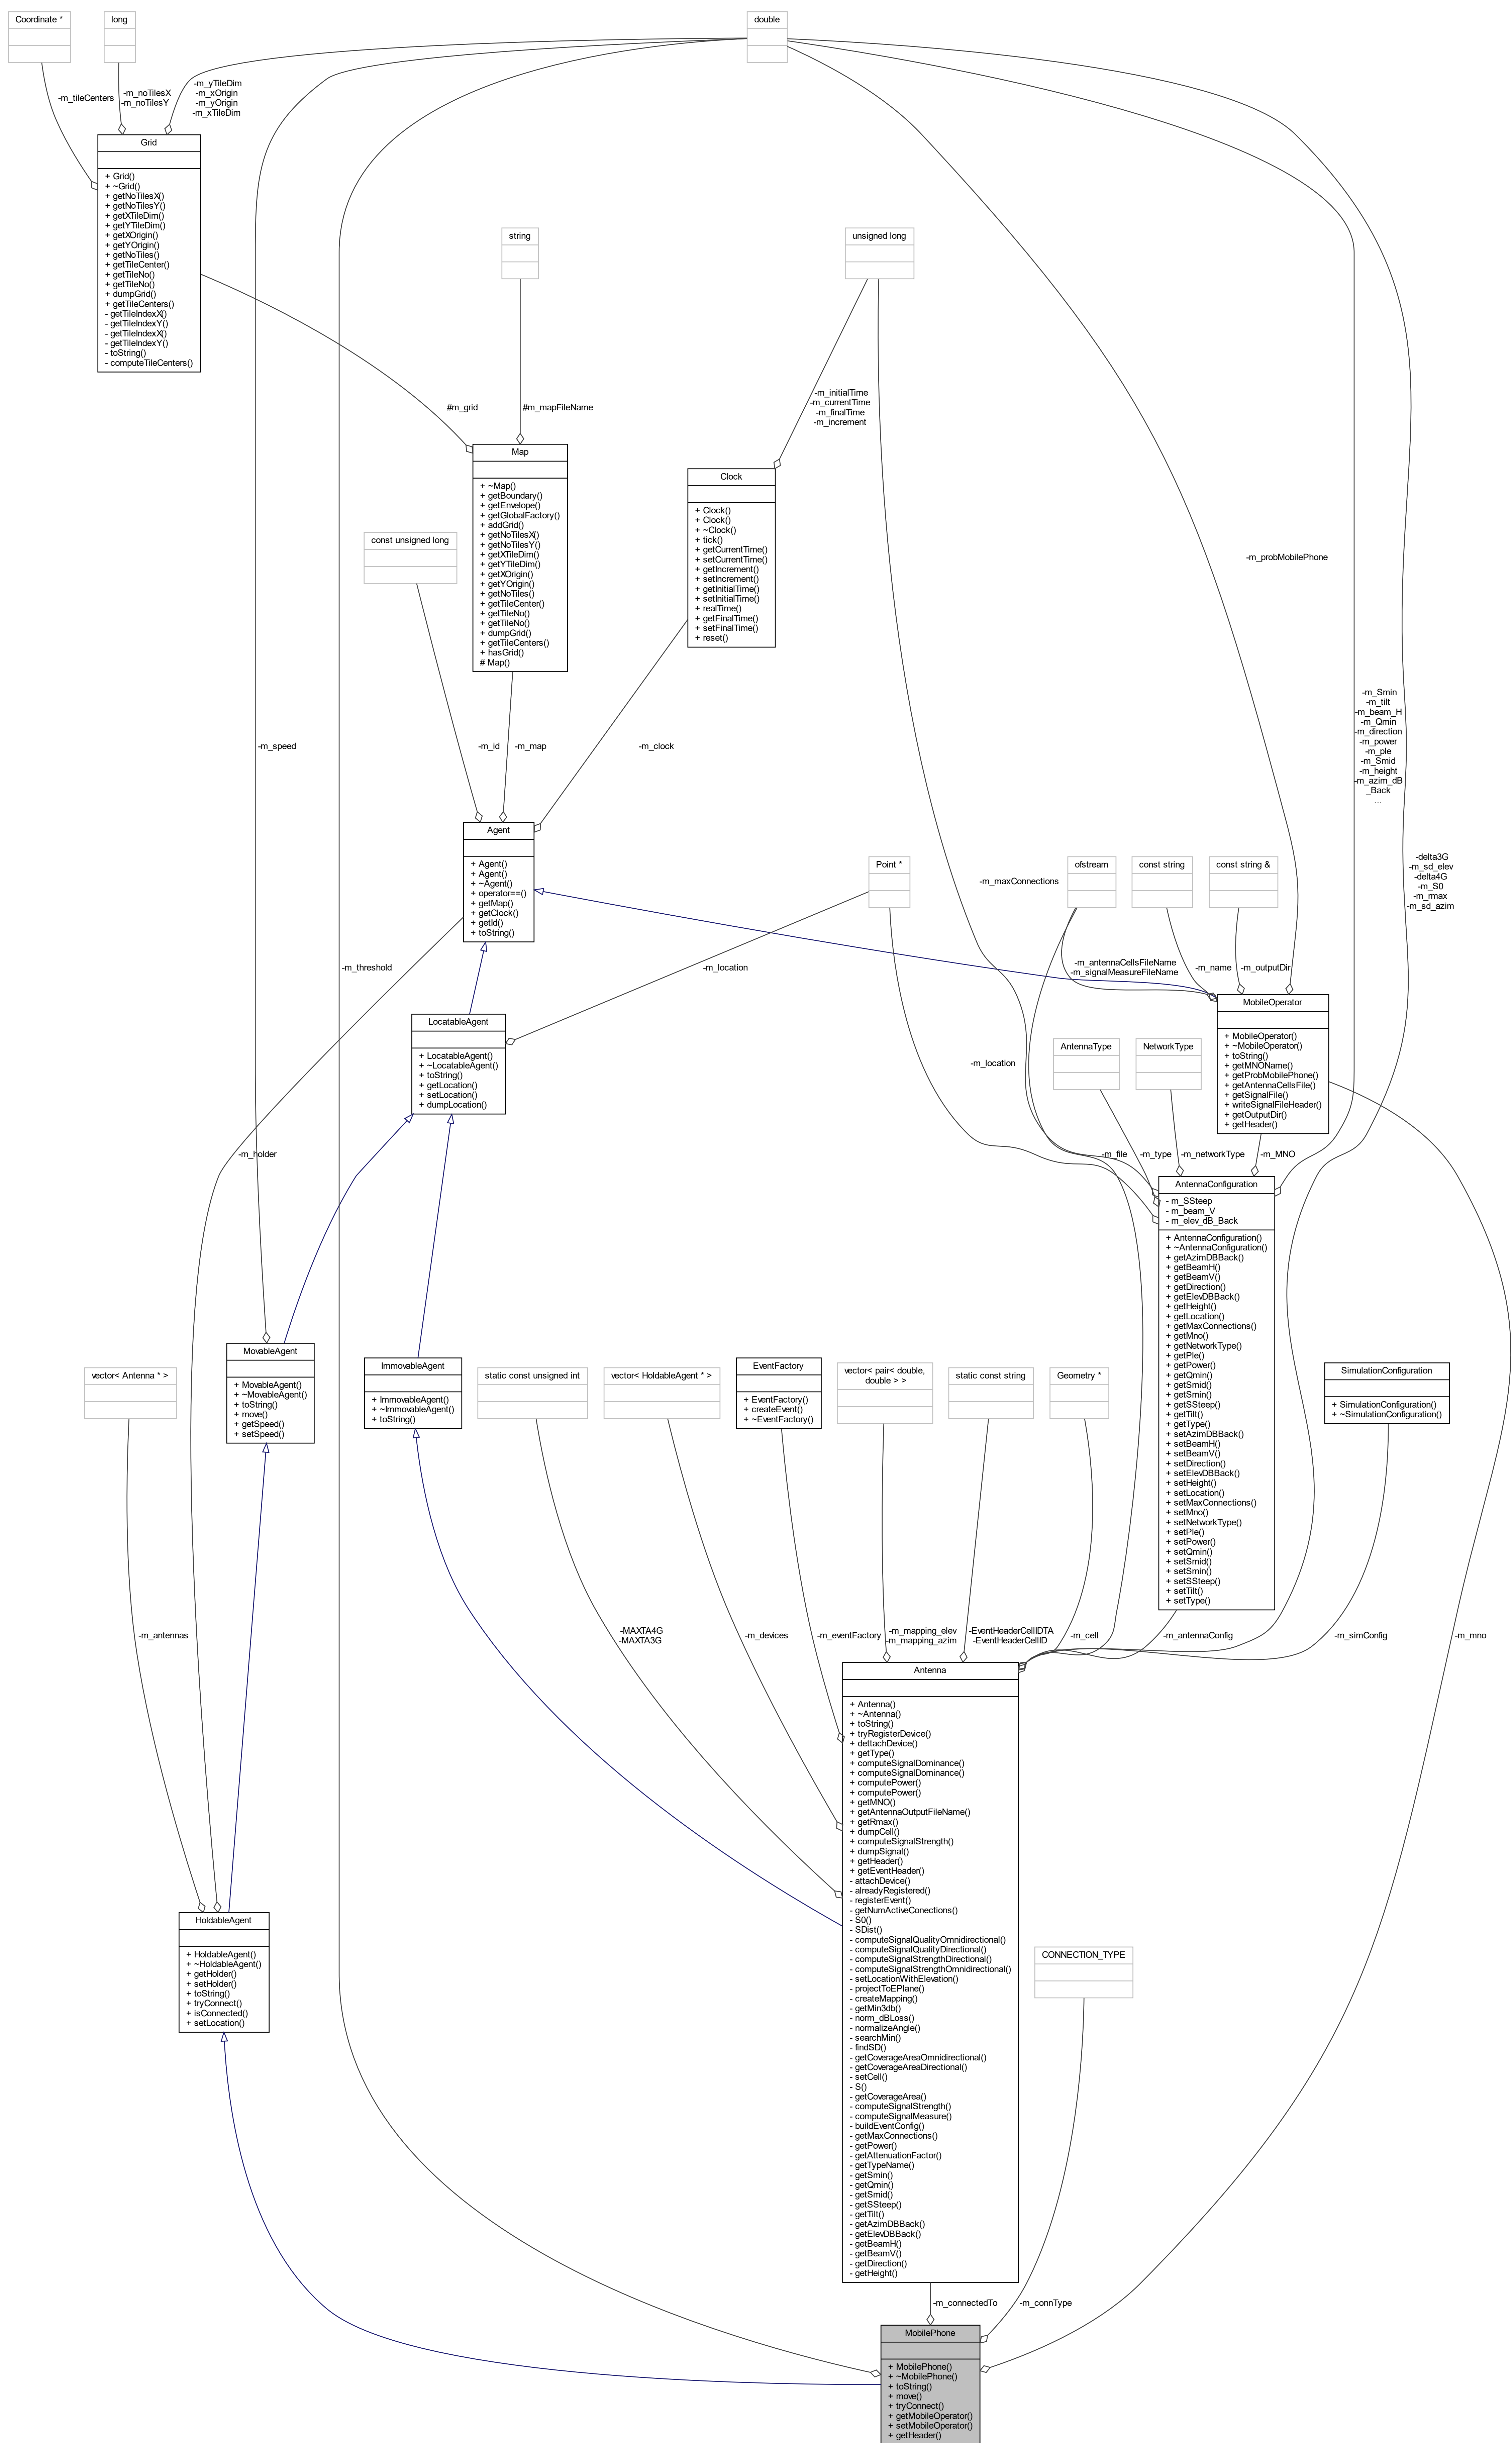 Coordinate *
long
double
-m_tileCenters
-m_noTilesX
-m_noTilesY
-m_yTileDim
-m_xOrigin
-m_yOrigin
-m_xTileDim
Grid
+ Grid()
+ ~Grid()
+ getNoTilesX()
+ getNoTilesY()
+ getXTileDim()
+ getYTileDim()
+ getXOrigin()
+ getYOrigin()
+ getNoTiles()
+ getTileCenter()
+ getTileNo()
+ getTileNo()
+ dumpGrid()
+ getTileCenters()
- getTileIndexX()
- getTileIndexY()
- getTileIndexX()
- getTileIndexY()
- toString()
- computeTileCenters()
string
unsigned long
#m_grid
#m_mapFileName
-m_initialTime
-m_currentTime
-m_finalTime
-m_increment
Map
+ ~Map()
+ getBoundary()
+ getEnvelope()
+ getGlobalFactory()
+ addGrid()
+ getNoTilesX()
+ getNoTilesY()
+ getXTileDim()
+ getYTileDim()
+ getXOrigin()
+ getYOrigin()
+ getNoTiles()
+ getTileCenter()
+ getTileNo()
+ getTileNo()
+ dumpGrid()
+ getTileCenters()
+ hasGrid()
# Map()
Clock
+ Clock()
+ Clock()
+ ~Clock()
+ tick()
+ getCurrentTime()
+ setCurrentTime()
+ getIncrement()
+ setIncrement()
+ getInitialTime()
+ setInitialTime()
+ realTime()
+ getFinalTime()
+ setFinalTime()
+ reset()
const unsigned long
-m_probMobilePhone
-m_speed
-m_id
-m_map
-m_clock
-m_Smin
-m_tilt
-m_beam_H
-m_Qmin
-m_direction
-m_power
-m_ple
-m_Smid
-m_height
-m_azim_dB
_Back
...
Agent
+ Agent()
+ Agent()
+ ~Agent()
+ operator==()
+ getMap()
+ getClock()
+ getId()
+ toString()
Point *
-m_maxConnections
ofstream
const string
const string &
-delta3G
-m_sd_elev
-delta4G
-m_S0
-m_rmax
-m_sd_azim
-m_threshold
-m_location
-m_antennaCellsFileName
-m_signalMeasureFileName
-m_name
-m_outputDir
LocatableAgent
+ LocatableAgent()
+ ~LocatableAgent()
+ toString()
+ getLocation()
+ setLocation()
+ dumpLocation()
MobileOperator
+ MobileOperator()
+ ~MobileOperator()
+ toString()
+ getMNOName()
+ getProbMobilePhone()
+ getAntennaCellsFile()
+ getSignalFile()
+ writeSignalFileHeader()
+ getOutputDir()
+ getHeader()
-m_location
AntennaType
NetworkType
-m_holder
-m_file
-m_type
-m_networkType
-m_MNO
AntennaConfiguration
- m_SSteep
- m_beam_V
- m_elev_dB_Back
+ AntennaConfiguration()
+ ~AntennaConfiguration()
+ getAzimDBBack()
+ getBeamH()
+ getBeamV()
+ getDirection()
+ getElevDBBack()
+ getHeight()
+ getLocation()
+ getMaxConnections()
+ getMno()
+ getNetworkType()
+ getPle()
+ getPower()
+ getQmin()
+ getSmid()
+ getSmin()
+ getSSteep()
+ getTilt()
+ getType()
+ setAzimDBBack()
+ setBeamH()
+ setBeamV()
+ setDirection()
+ setElevDBBack()
+ setHeight()
+ setLocation()
+ setMaxConnections()
+ setMno()
+ setNetworkType()
+ setPle()
+ setPower()
+ setQmin()
+ setSmid()
+ setSmin()
+ setSSteep()
+ setTilt()
+ setType()
vector< Antenna * >
MovableAgent
+ MovableAgent()
+ ~MovableAgent()
+ toString()
+ move()
+ getSpeed()
+ setSpeed()
ImmovableAgent
+ ImmovableAgent()
+ ~ImmovableAgent()
+ toString()
static const unsigned int
vector< HoldableAgent * >
EventFactory
+ EventFactory()
+ createEvent()
+ ~EventFactory()
vector< pair< double,
double > >
static const string
Geometry *
SimulationConfiguration
+ SimulationConfiguration()
+ ~SimulationConfiguration()
-m_antennas
-MAXTA4G
-MAXTA3G
-m_devices
-m_eventFactory
-m_mapping_elev
-m_mapping_azim
-EventHeaderCellIDTA
-EventHeaderCellID
-m_cell
-m_antennaConfig
-m_simConfig
-m_mno
Antenna
+ Antenna()
+ ~Antenna()
+ toString()
+ tryRegisterDevice()
+ dettachDevice()
+ getType()
+ computeSignalDominance()
+ computeSignalDominance()
+ computePower()
+ computePower()
+ getMNO()
+ getAntennaOutputFileName()
+ getRmax()
+ dumpCell()
+ computeSignalStrength()
+ dumpSignal()
+ getHeader()
+ getEventHeader()
- attachDevice()
- alreadyRegistered()
- registerEvent()
- getNumActiveConections()
- S0()
- SDist()
- computeSignalQualityOmnidirectional()
- computeSignalQualityDirectional()
- computeSignalStrengthDirectional()
- computeSignalStrengthOmnidirectional()
- setLocationWithElevation()
- projectToEPlane()
- createMapping()
- getMin3db()
- norm_dBLoss()
- normalizeAngle()
- searchMin()
- findSD()
- getCoverageAreaOmnidirectional()
- getCoverageAreaDirectional()
- setCell()
- S()
- getCoverageArea()
- computeSignalStrength()
- computeSignalMeasure()
- buildEventConfig()
- getMaxConnections()
- getPower()
- getAttenuationFactor()
- getTypeName()
- getSmin()
- getQmin()
- getSmid()
- getSSteep()
- getTilt()
- getAzimDBBack()
- getElevDBBack()
- getBeamH()
- getBeamV()
- getDirection()
- getHeight()
HoldableAgent
+ HoldableAgent()
+ ~HoldableAgent()
+ getHolder()
+ setHolder()
+ toString()
+ tryConnect()
+ isConnected()
+ setLocation()
CONNECTION_TYPE
-m_connectedTo
-m_connType
MobilePhone
+ MobilePhone()
+ ~MobilePhone()
+ toString()
+ move()
+ tryConnect()
+ getMobileOperator()
+ setMobileOperator()
+ getHeader()